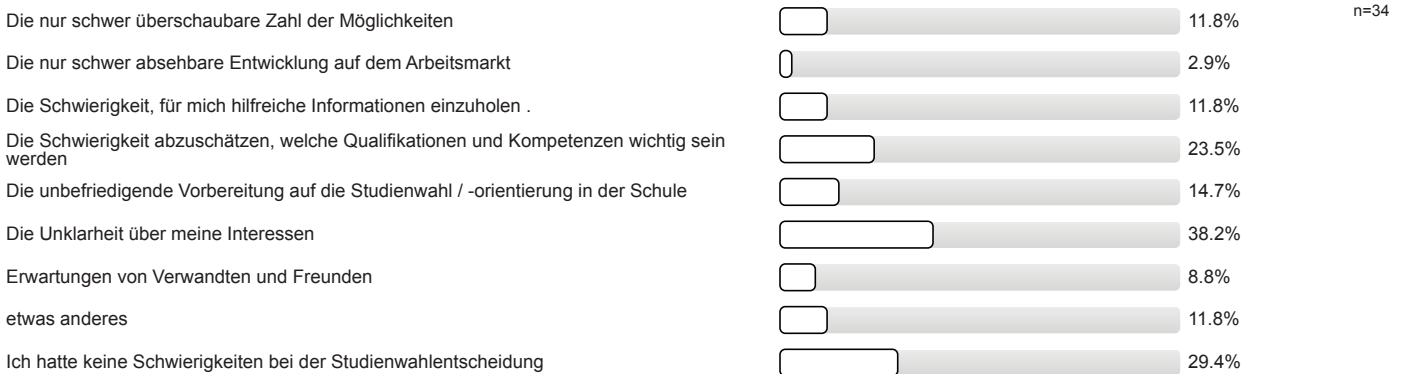 Die nur schwer überschaubare Zahl der Möglichkeiten 11.8% n=34
Die nur schwer absehbare Entwicklung auf dem Arbeitsmarkt 2.9%
Die Schwierigkeit, für mich hilfreiche Informationen einzuholen . 11.8%
Die Schwierigkeit abzuschätzen, welche Qualifikationen und Kompetenzen wichtig sein
werden 23.5%
Die unbefriedigende Vorbereitung auf die Studienwahl / -orientierung in der Schule 14.7%
Die Unklarheit über meine Interessen 38.2%
Erwartungen von Verwandten und Freunden 8.8%
etwas anderes 11.8%
Ich hatte keine Schwierigkeiten bei der Studienwahlentscheidung 29.4%